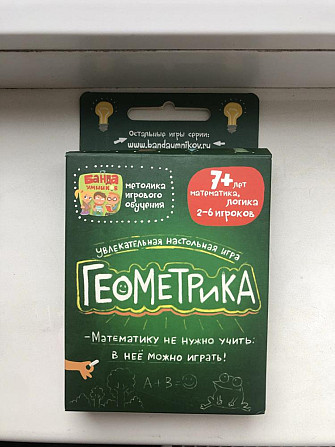 Остальные игры серии:
www.bandaumnikov.ru
БАНДА
УМНИКОВ
методика
игрового
обучения
7+ лет
математика,
логика
2-6 игроков
увлекательная настольная игра
ГЕОМЕТРИКА
-Математику не нужно учить:
в неё можно играть!
А+3=